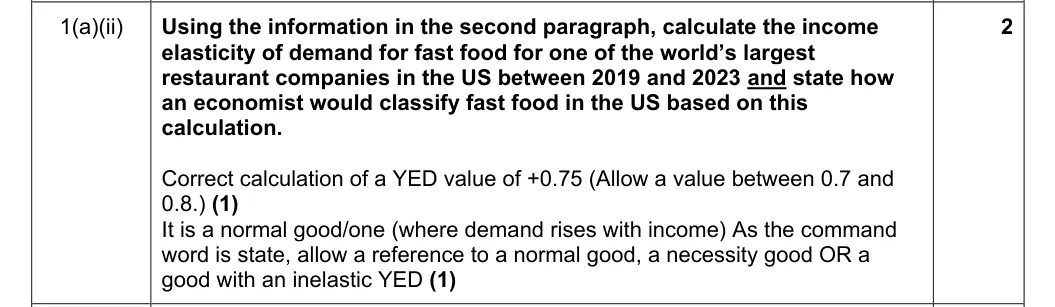 1(a)(ii) Using the information in the second paragraph, calculate the income 2
elasticity of demand for fast food for one of the world's largest
restaurant companies in the US between 2019 and 2023 and state how
an economist would classify fast food in the US based on this
calculation.
Correct calculation of a YED value of +0.75 (Allow a value between 0.7 and
0.8.) (1)
It is a normal good/one (where demand rises with income) As the command
word is state, allow a reference to a normal good, a necessity good OR a
good with an inelastic YED (1)